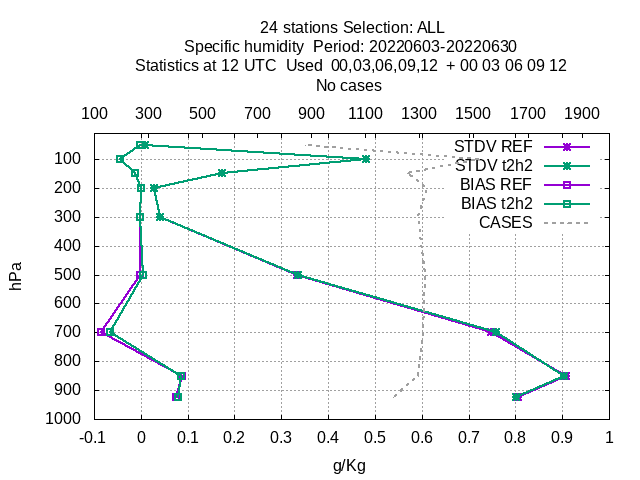 24 stations Selection: ALL
Specific humidity  Period: 20220603-20220630
Statistics at 12 UTC  Used  00,03,06,09,12  + 00 03 06 09 12
No cases
100 300 500 700 900 1100 1300 1500 1700 1900
STDV REF
STDV t2h2
BIAS REF
BIAS t2h2
CASES
hPa
100
200
300
400
500
600
700
800
900
1000
-0.1 0 0.1 0.2 0.3 0.4 0.5 0.6 0.7 0.8 0.9 1
g/Kg